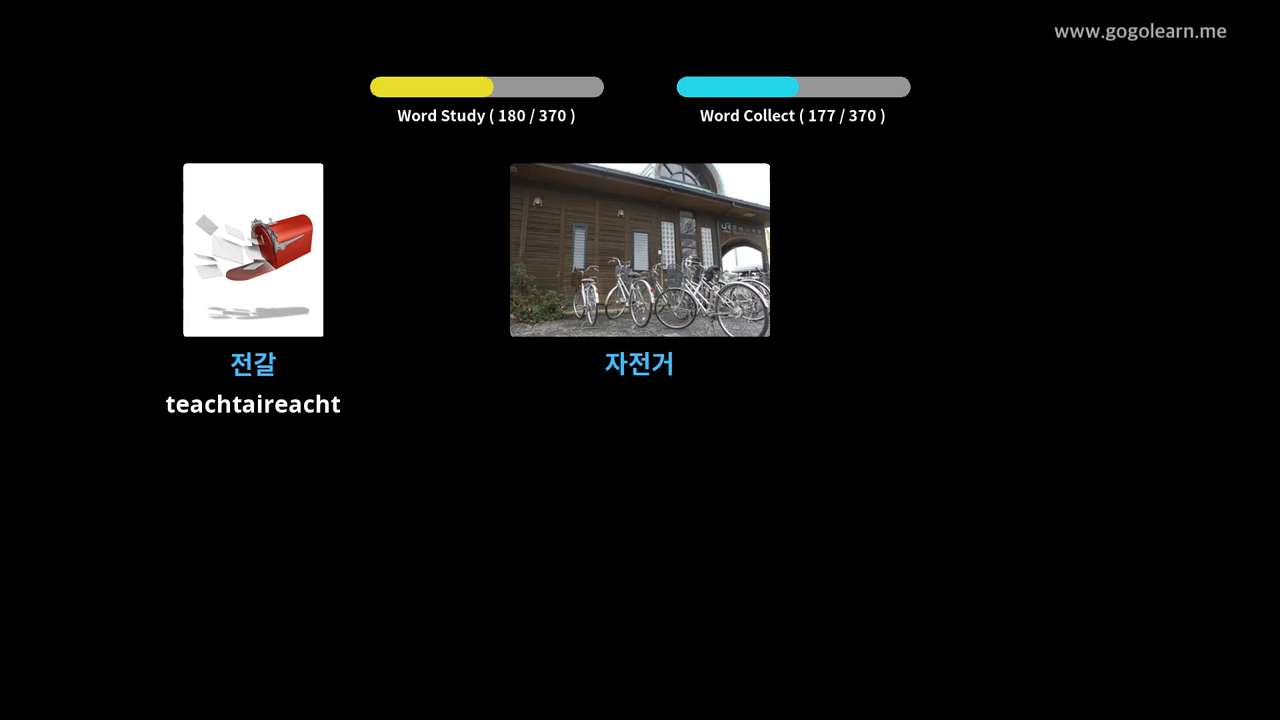 www.gogolearn.me
Word Study ( 180 / 370 )
Word Collect ( 177 / 370 )
전갈
자전거
teachtaireacht